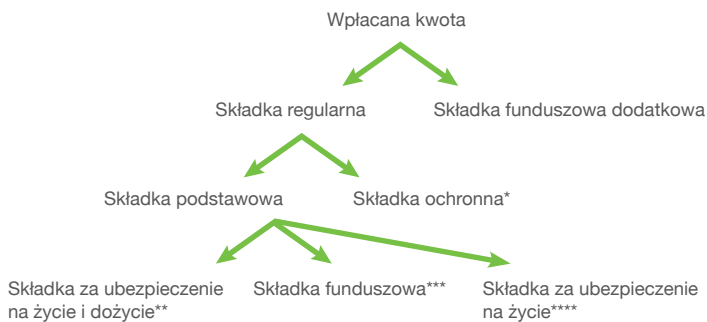 Wpłacana kwota
Składka regularna
Składka funduszowa dodatkowa
Składka podstawowa
Składka ochronna*
Składka za ubezpieczenie
na życie i dożycie**
Składka funduszowa***
Składka za ubezpieczenie
na życie****